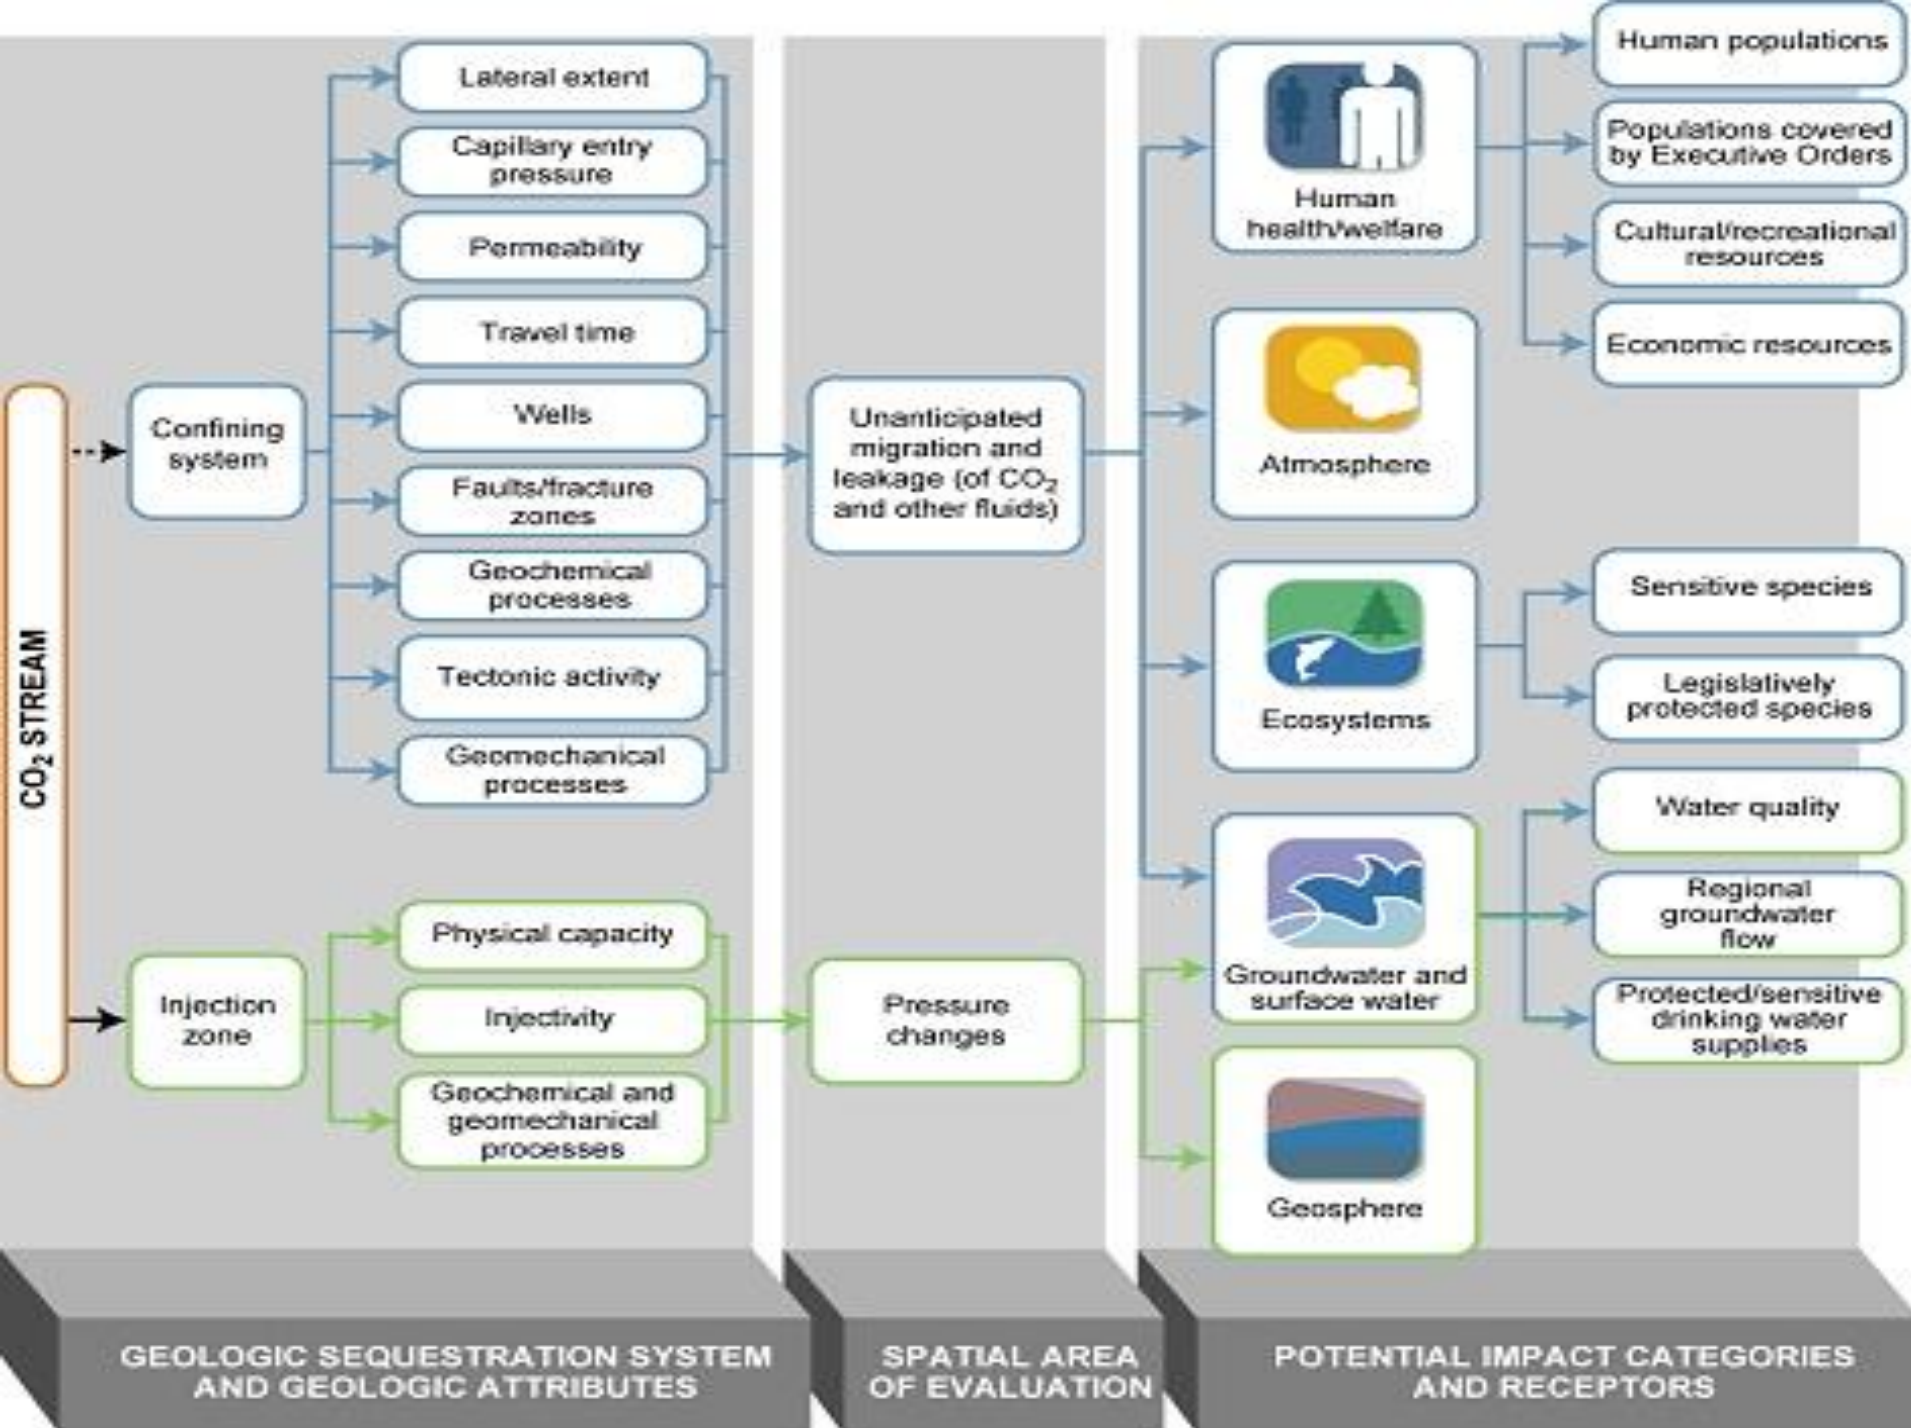 CO₂ STREAM
Confining
system
Lateral extent
Capillary entry
pressure
Permeability
Travel time
Wells
Faults/fracture
zones
Geochemical
processes
Tectonic activity
Geomechanical
processes
Injection
zone
Physical capacity
Injectivity
Geochemical and
geomechanical
processes
Unanticipated
migration and
leakage (of CO₂
and other fluids)
Pressure
changes
Human
health/welfare
Human populations
Populations covered
by Executive Orders
Cultural/recreational
resources
Economic resources
Atmosphere
Ecosystems
Sensitive species
Legislatively
protected species
Groundwater and
surface water
Water quality
Regional
groundwater
flow
Protected/sensitive
drinking water
supplies
Geosphere
GEOLOGIC SEQUESTRATION SYSTEM
AND GEOLOGIC ATTRIBUTES
SPATIAL AREA
OF EVALUATION
POTENTIAL IMPACT CATEGORIES
AND RECEPTORS